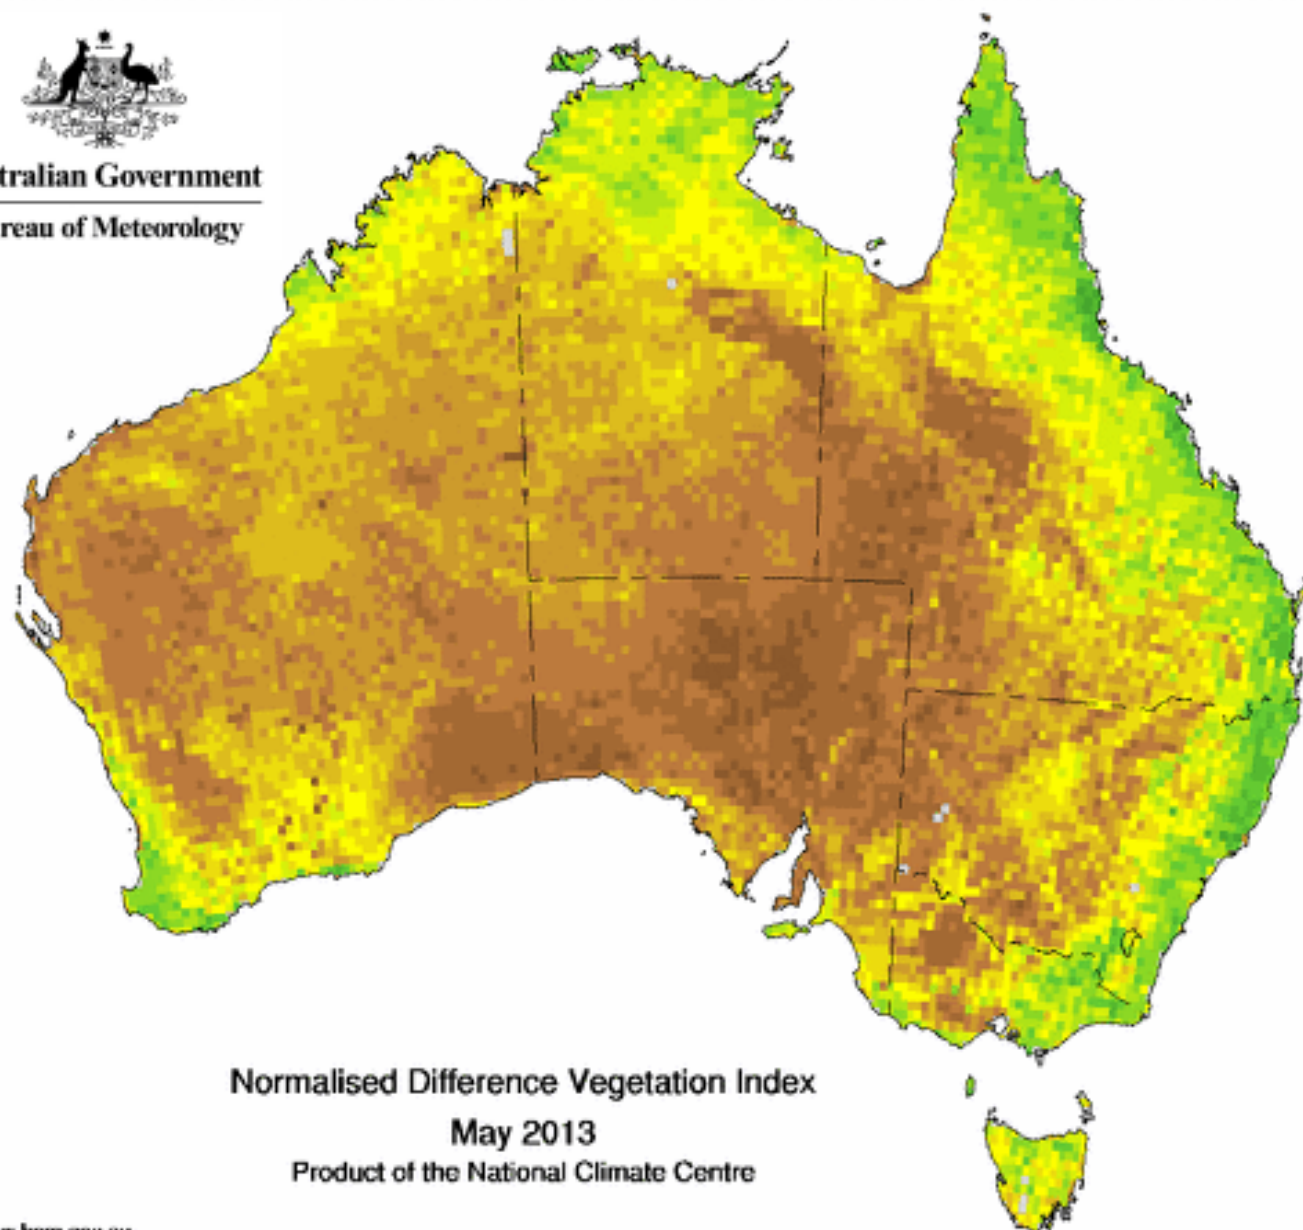 tralian Government
reau of Meteorology
Normalised Difference Vegetation Index
May 2013
Product of the National Climate Centre